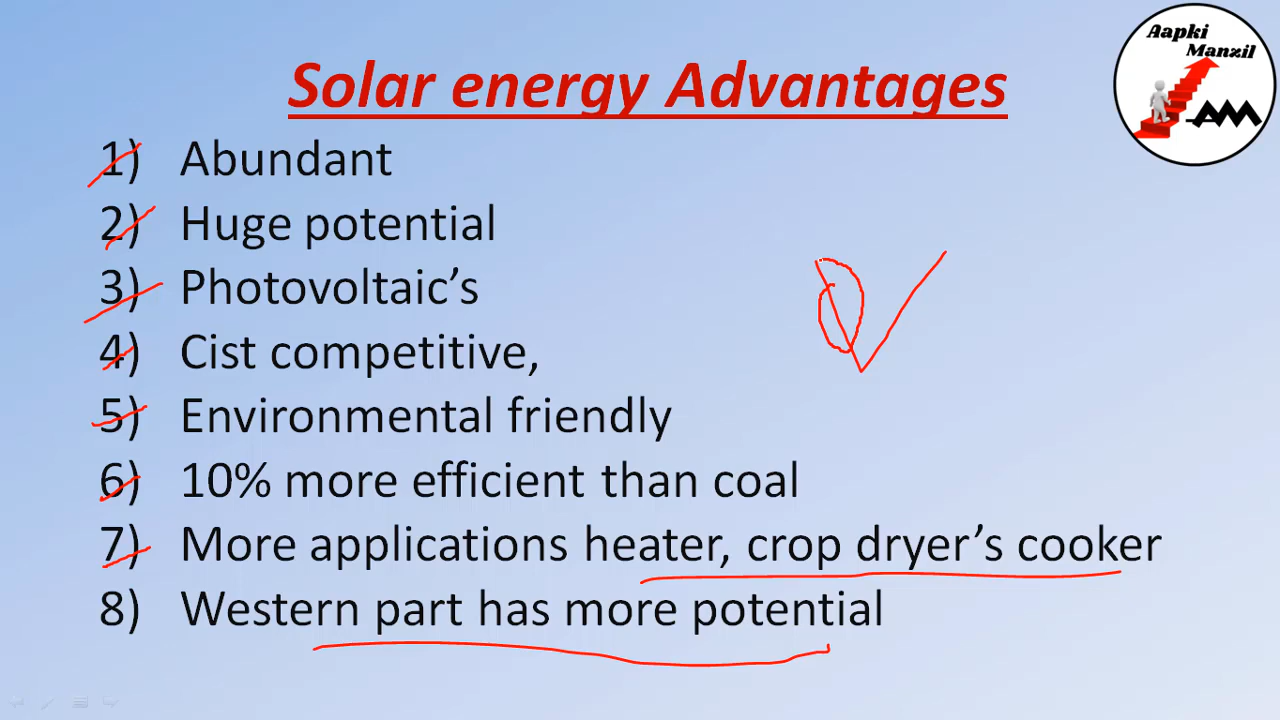 Solar energy Advantages
Aapki
Manzil
AM
1) Abundant
2) Huge potential
3) Photovoltaic’s
4) Cist competitive,
5) Environmental friendly
6) 10% more efficient than coal
7) More applications heater, crop dryer’s cooker
8) Western part has more potential